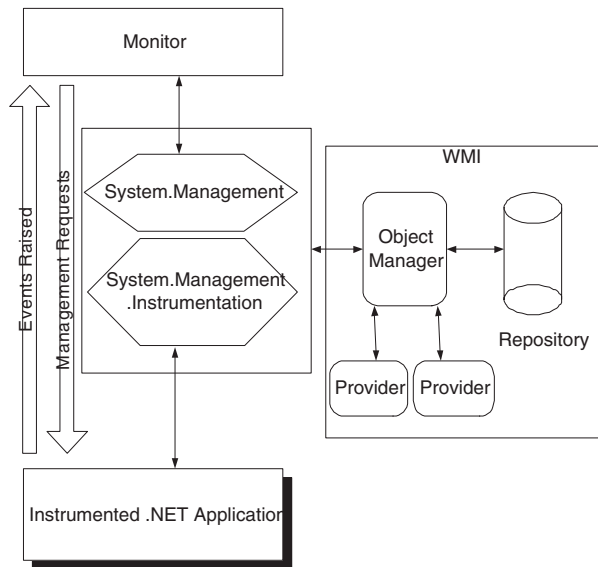 Monitor
Events Raised
Management Requests
System.Management
System.Management
.Instrumentation
WMI
Object
Manager
Repository
Provider
Provider
Instrumented .NET Application